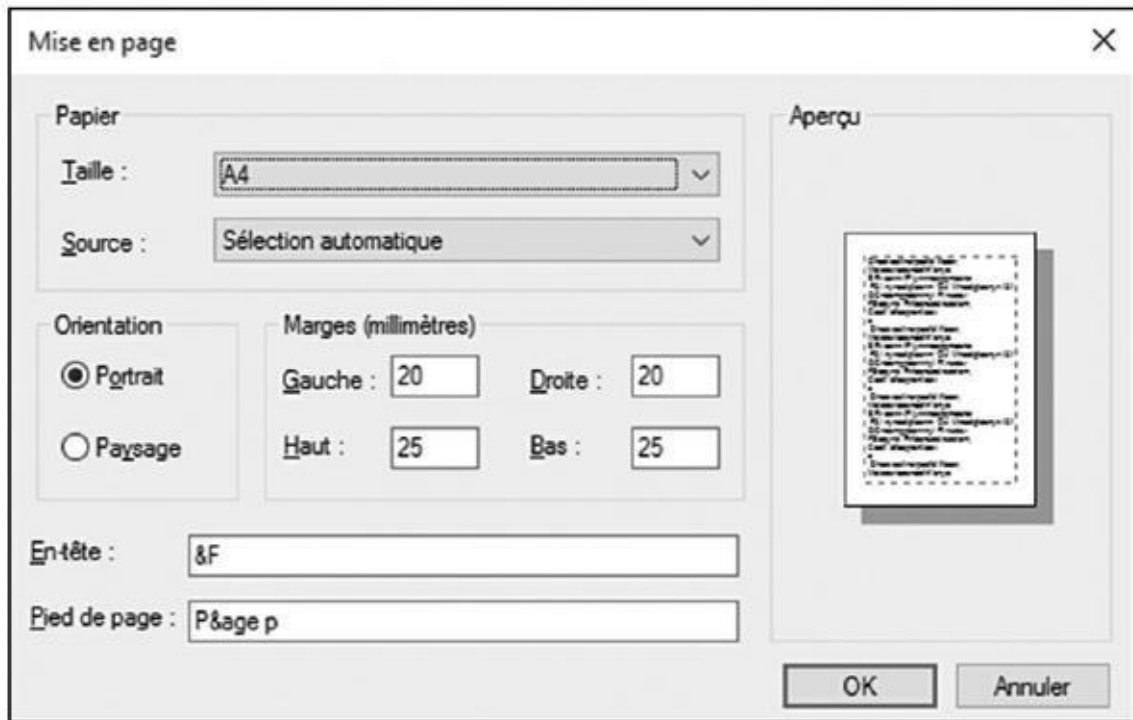 Mise en page
Papier
Taille : A4
Source : Sélection automatique
Orientation
Portrait
Paysage
Marges (millimètres)
Gauche : 20 Droite : 20
Haut : 25 Bas : 25
En-tête : &F
Pied de page : P&age p
Aperçu
OK Annuler